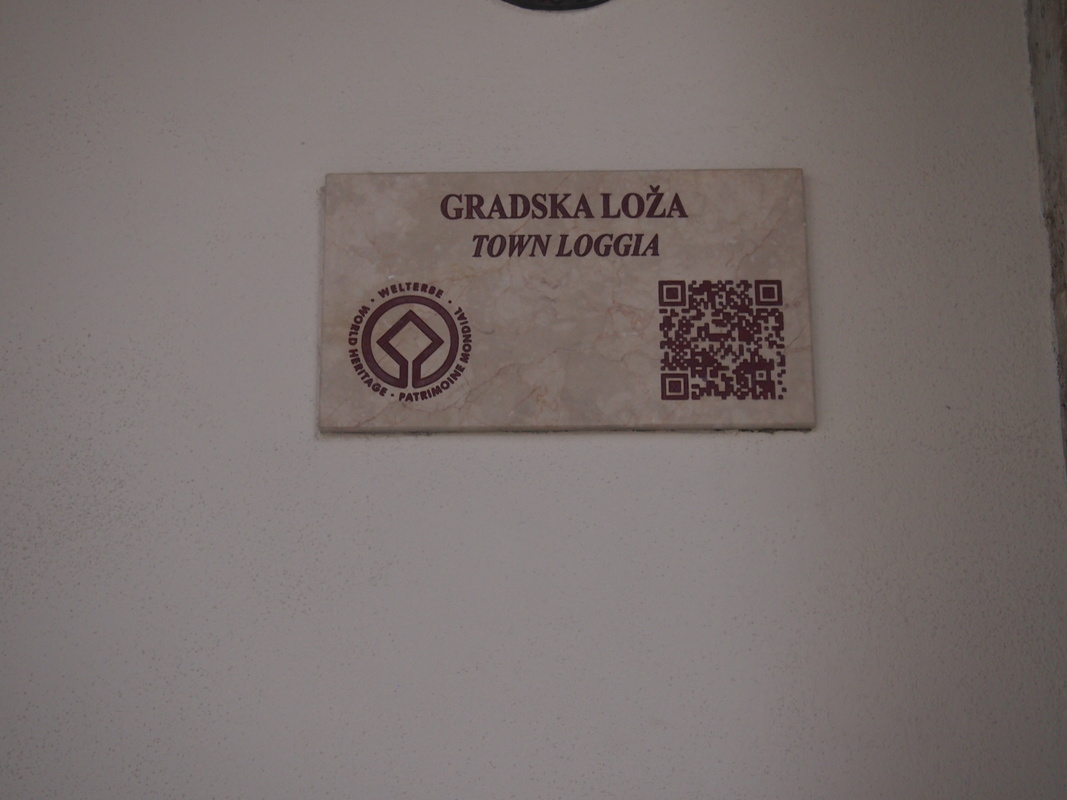 GRADSKA LOŽA
TOWN LOGGIA
· WELTERBE ·
WORLD HERITAGE · PATRIMOINE MONDIAL